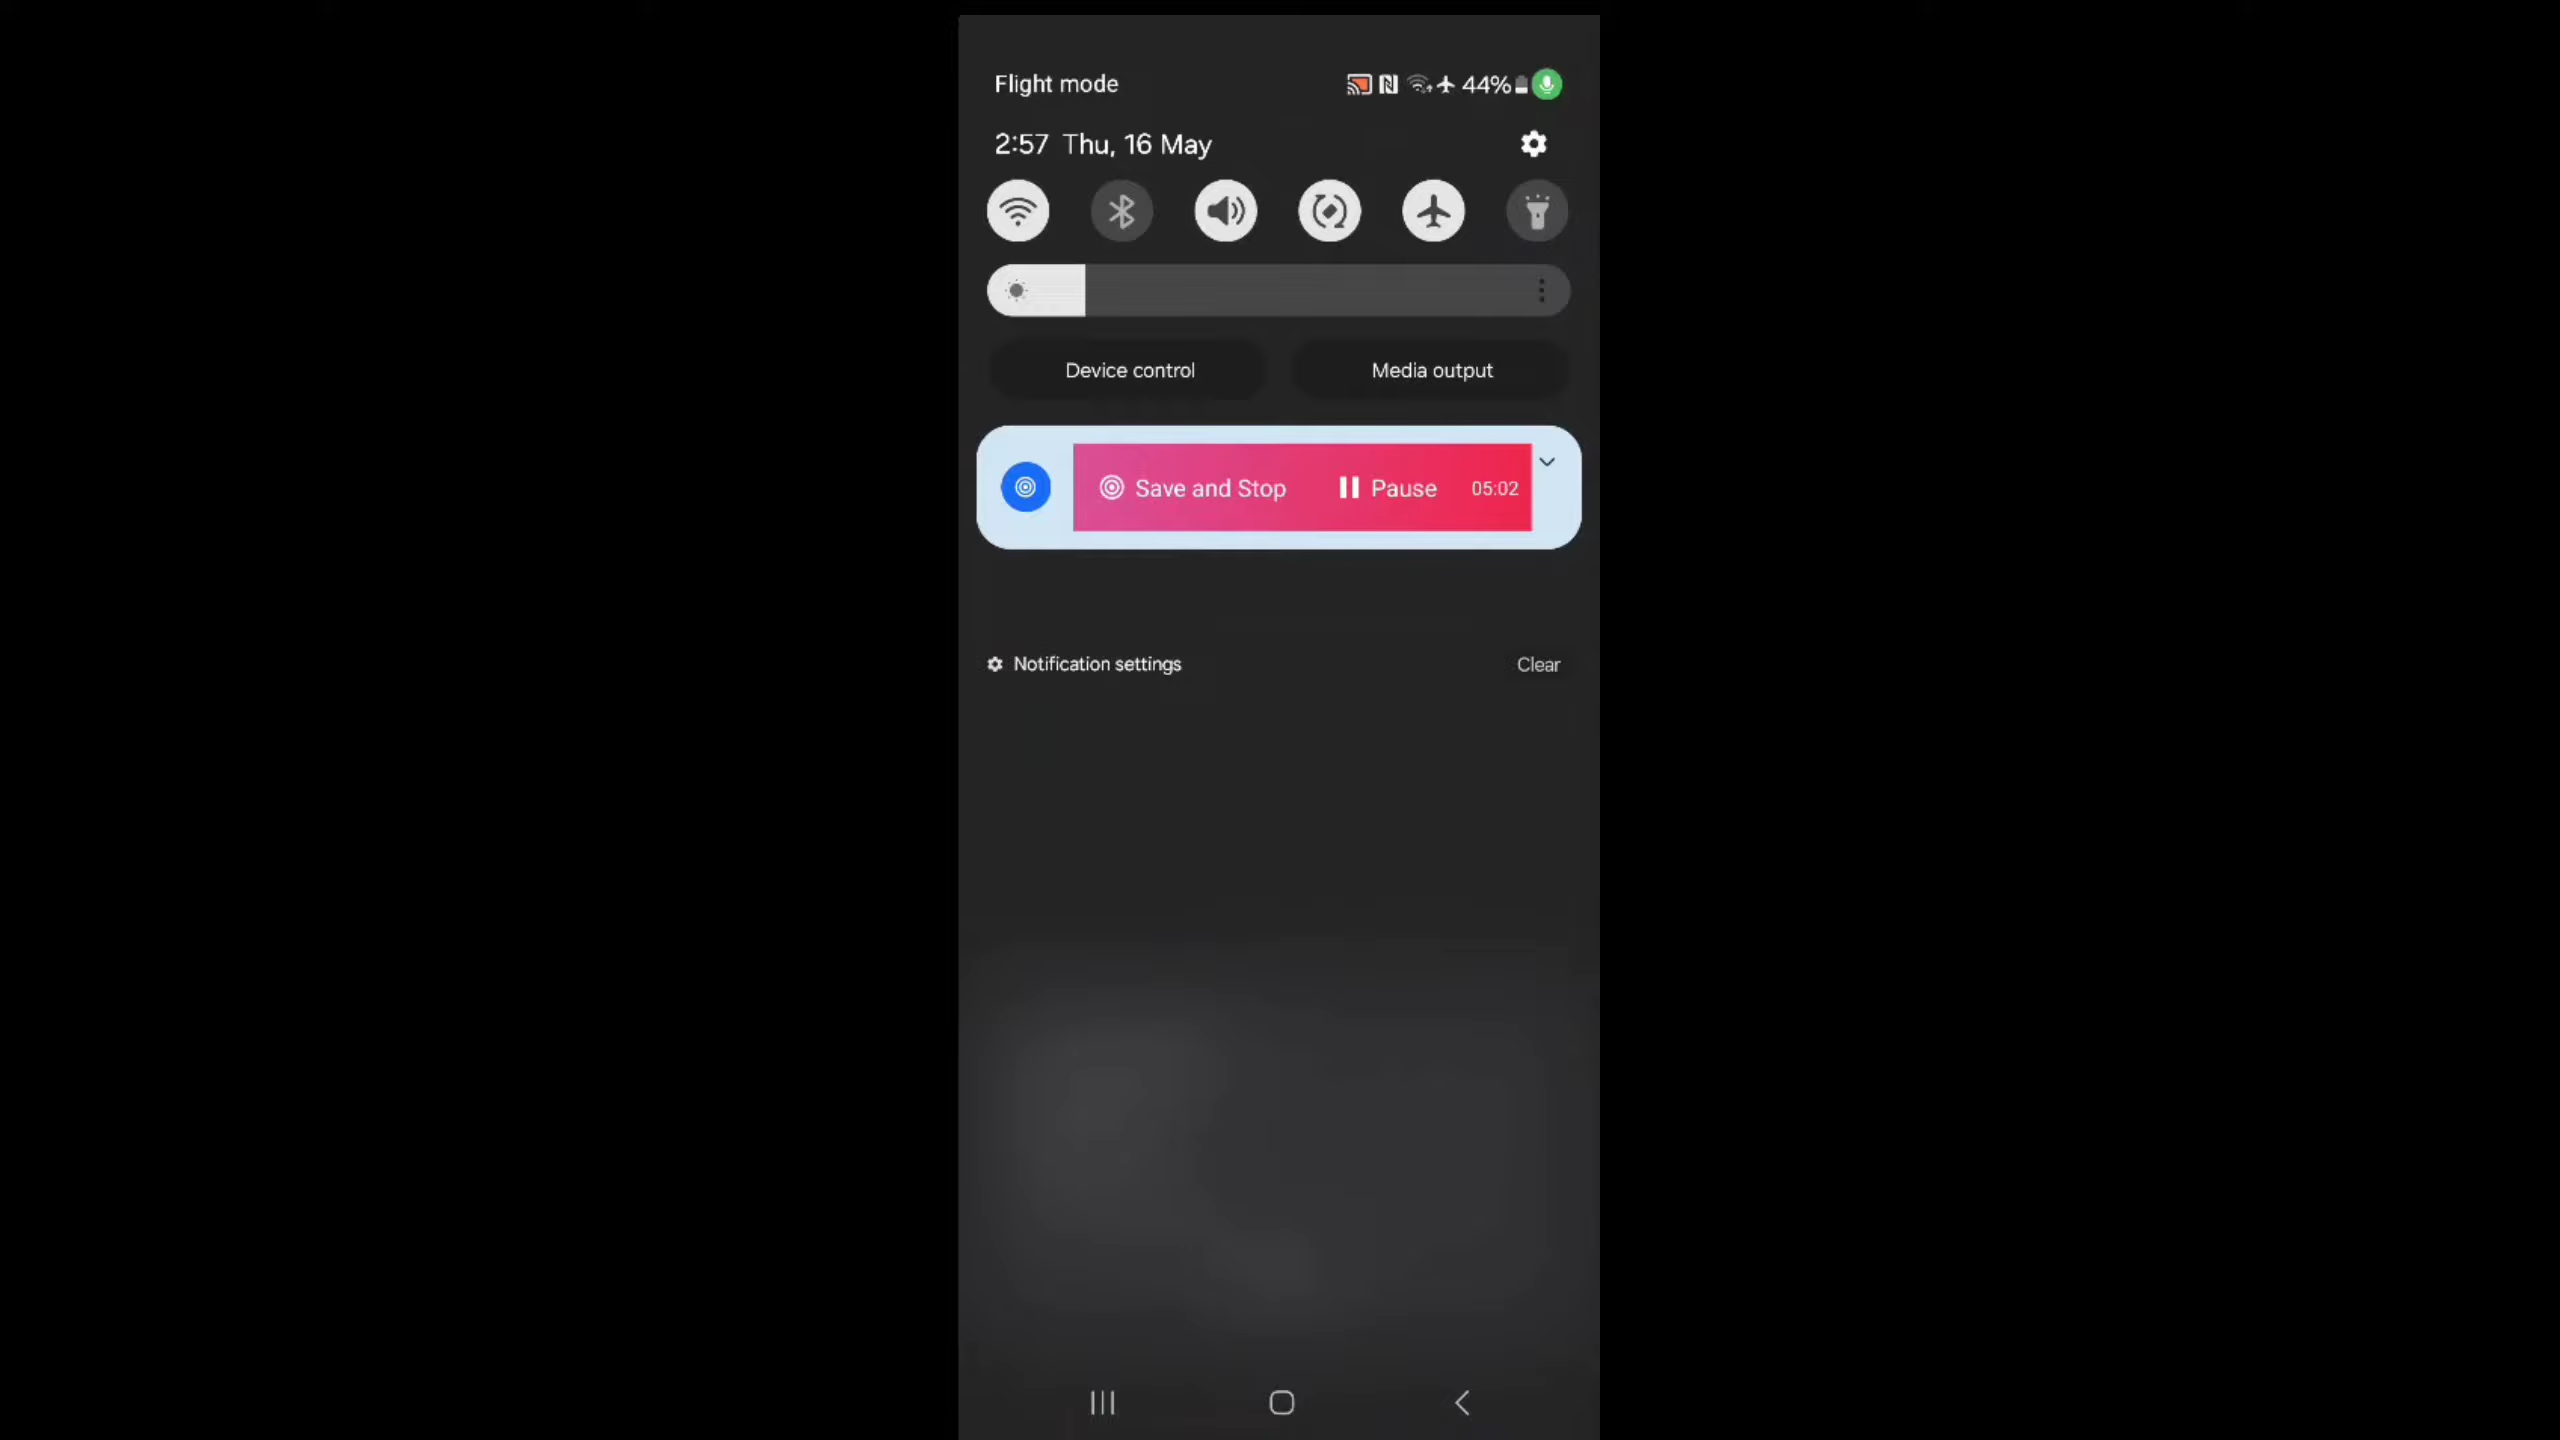 Flight mode 44%
2:57 Thu, 16 May
Device control Media output
Save and Stop Pause 05:02
Notification settings Clear